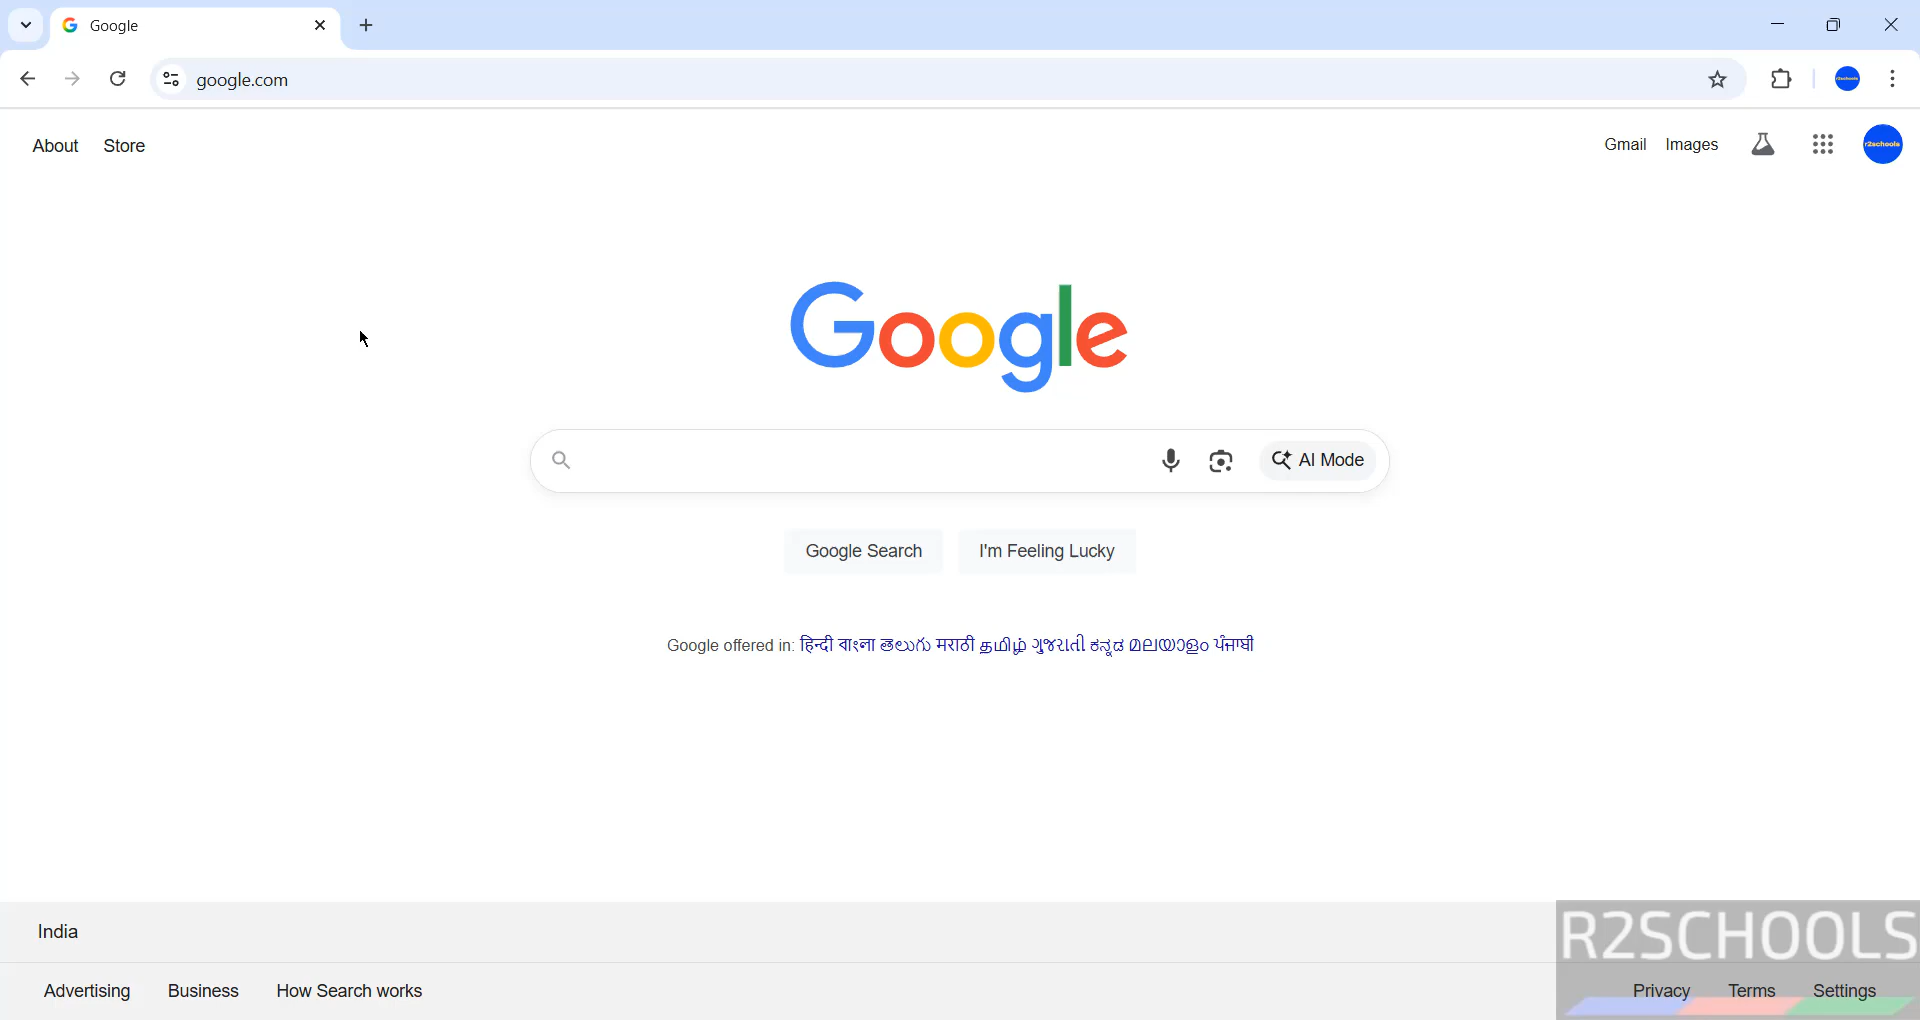 Google
google.com
About Store
Gmail Images
r2schools
Google
AI Mode
Google Search I'm Feeling Lucky
Google offered in: हिन्दी বাংলা తెలుగు मराठी தமிழ் ગુજરાતી ಕನ್ನಡ മലയാളം ਪੰਜਾਬੀ
India
R2SCHOOLS
Advertising Business How Search works
Privacy Terms Settings